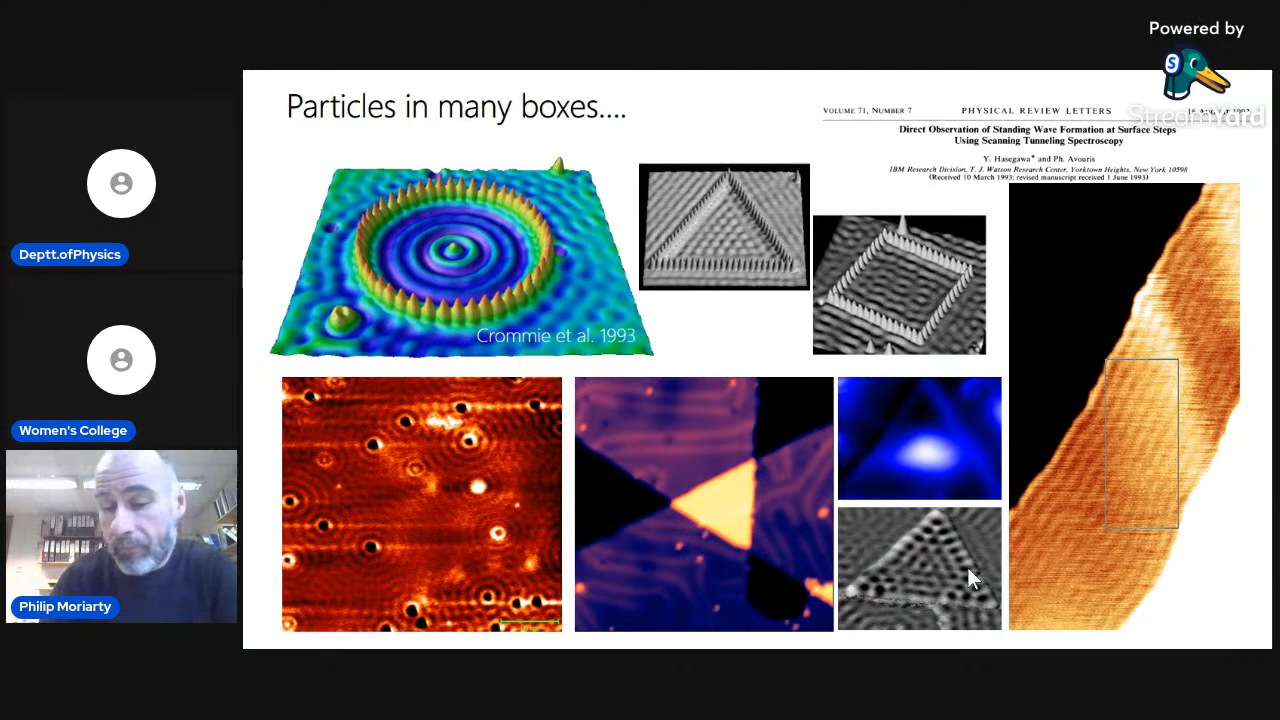 Powered by
S
StreamYard
Particles in many boxes....
VOLUME 71, NUMBER 7
PHYSICAL REVIEW LETTERS
Direct Observation of Standing Wave Formation at Surface Steps
Using Scanning Tunneling Spectroscopy
Y. Hasegawa* and Ph. Avouris
IBM Research Division, T. J. Watson Research Center, Yorktown Heights, New York 10598
(Received 10 March 1993; revised manuscript received 1 June 1993)
Crommie et al. 1993
Deptt.ofPhysics
Women's College
Philip Moriarty